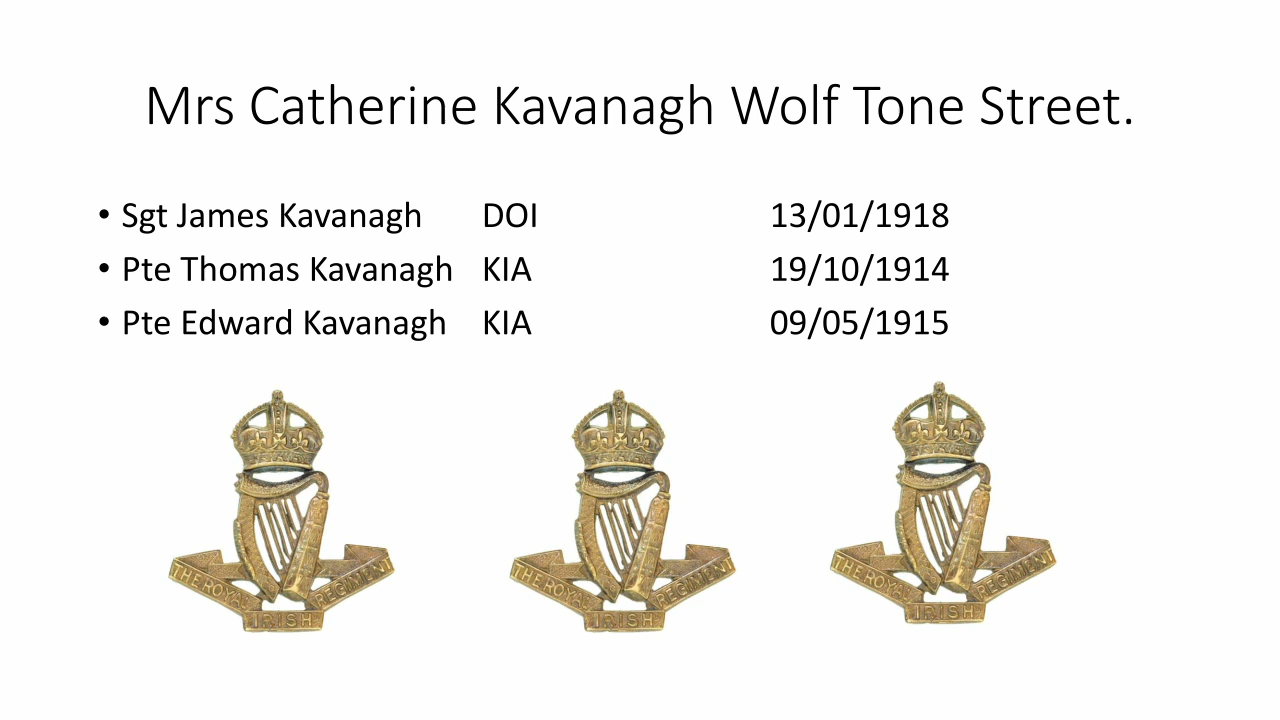 Mrs Catherine Kavanagh Wolf Tone Street.
• Sgt James Kavanagh DOI 13/01/1918
• Pte Thomas Kavanagh KIA 19/10/1914
• Pte Edward Kavanagh KIA 09/05/1915
THE ROYAL IRISH REGIMENT
THE ROYAL IRISH REGIMENT
THE ROYAL IRISH REGIMENT